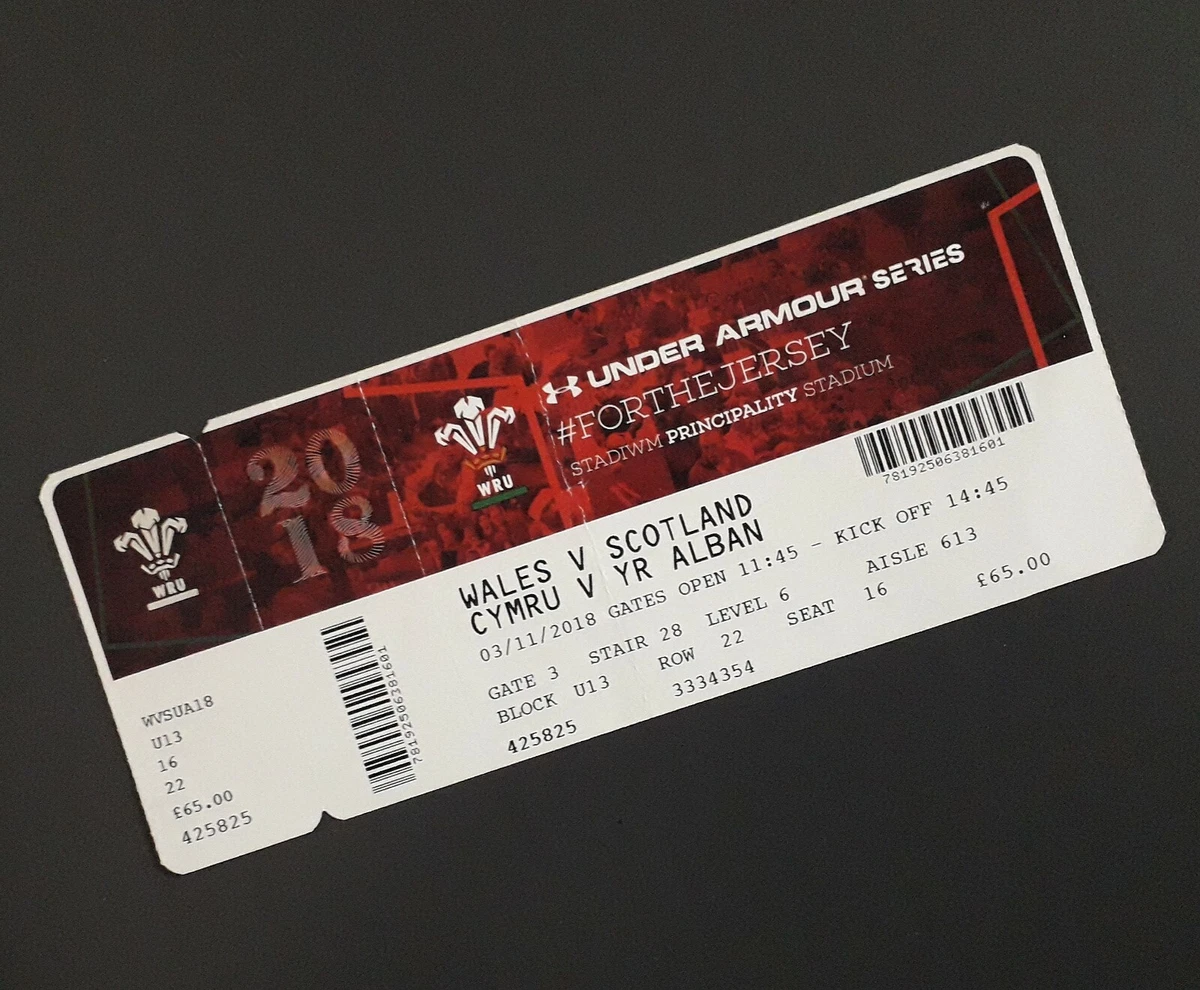 WRU
20
18
WRU
UNDER ARMOUR SERIES
#FORTHEJERSEY
STADIWM PRINCIPALITY STADIUM
78192506381601
WALES V SCOTLAND
CYMRU V YR ALBAN
03/11/2018 GATES OPEN 11:45 - KICK OFF 14:45
GATE 3 STAIR 28 LEVEL 6 AISLE 613
BLOCK U13 ROW 22 SEAT 16 £65.00
425825 3334354
78192506381601
WVSUA18
U13
16
22
£65.00
425825